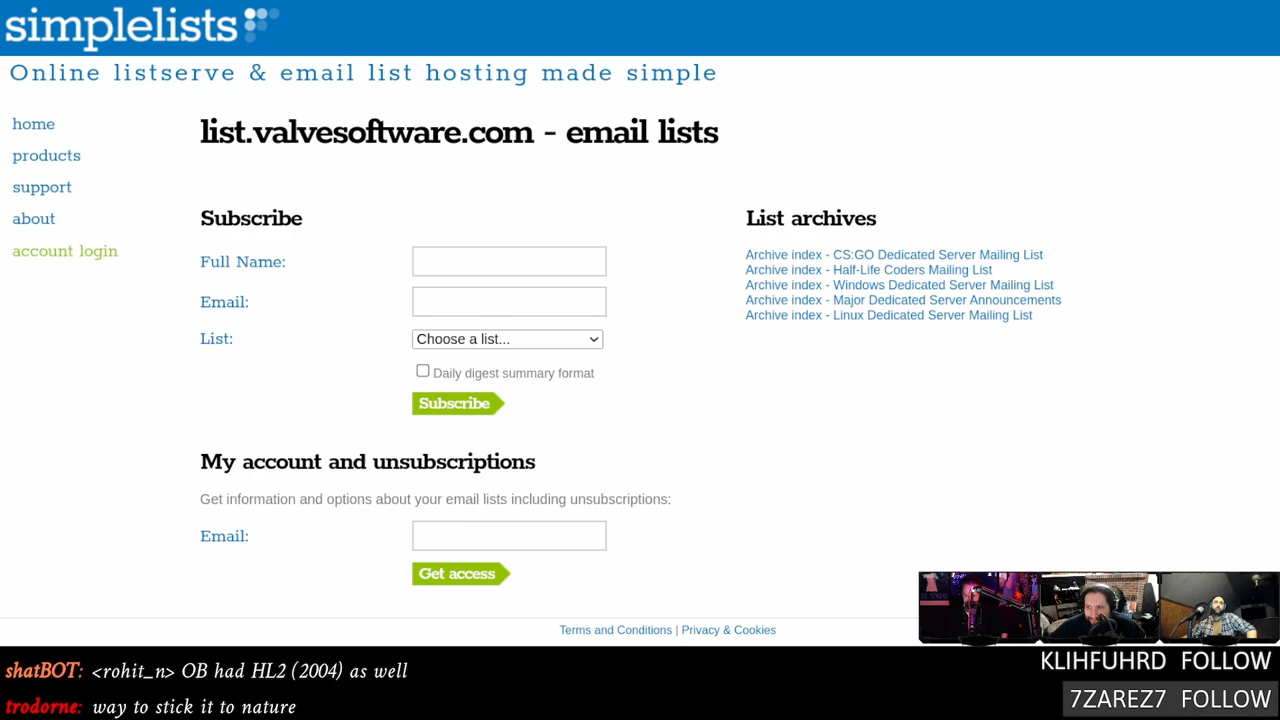 simplelists
Online listserve & email list hosting made simple
home
products
support
about
account login
list.valvesoftware.com - email lists
Subscribe
Full Name:
Email:
List:
Choose a list...
Daily digest summary format
Subscribe
My account and unsubscriptions
Get information and options about your email lists including unsubscriptions:
Email:
Get access
List archives
Archive index - CS:GO Dedicated Server Mailing List
Archive index - Half-Life Coders Mailing List
Archive index - Windows Dedicated Server Mailing List
Archive index - Major Dedicated Server Announcements
Archive index - Linux Dedicated Server Mailing List
Terms and Conditions | Privacy & Cookies
shatBOT: <rohit_n> OB had HL2 (2004) as well
trodorne: way to stick it to nature
KLIHFUHRD FOLLOW
7ZAREZ7 FOLLOW